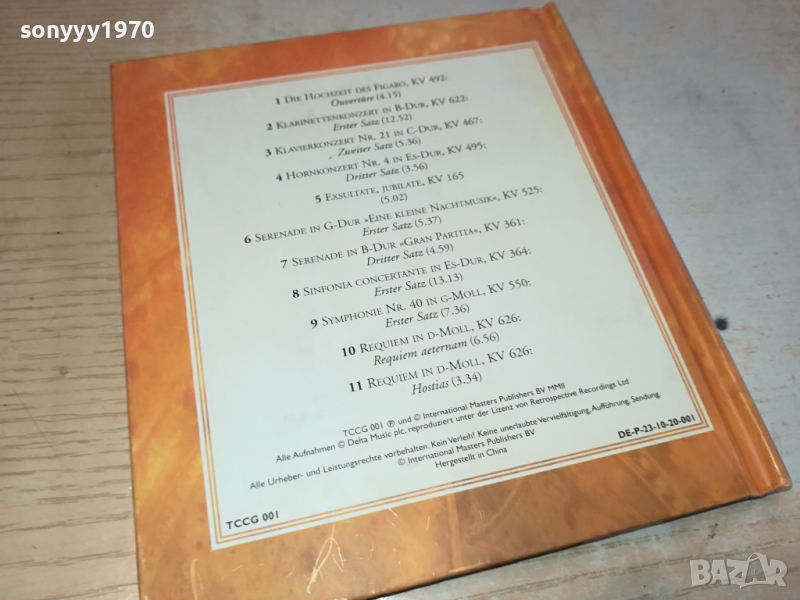 sonyyy1970
1 Die Hochzeit des Figaro, KV 492:
Ouvertüre (4.15)
2 Klarinettenkonzert in B-Dur, KV 622:
Erster Satz (12.52)
3 Klavierkonzert Nr. 21 in C-Dur, KV 467:
Zweiter Satz (5.36)
4 Hornkonzert Nr. 4 in Es-Dur, KV 495:
Dritter Satz (3.56)
5 Exsultate, jubilate, KV 165
(5.02)
6 Serenade in G-Dur »Eine kleine Nachtmusik«, KV 525:
Erster Satz (5.37)
7 Serenade in B-Dur »Gran Partita«, KV 361:
Dritter Satz (4.59)
8 Sinfonia concertante in Es-Dur, KV 364:
Erster Satz (13.13)
9 Symphonie Nr. 40 in g-Moll, KV 550:
Erster Satz (7.36)
10 Requiem in d-Moll, KV 626:
Requiem aeternam (6.56)
11 Requiem in d-Moll, KV 626:
Hostias (3.34)
TCCG 001 ℗ und © International Masters Publishers BV MMII
Alle Aufnahmen © Delta Music plc, reproduziert unter der Lizenz von Retrospective Recordings Ltd
Alle Urheber- und Leistungsrechte vorbehalten. Kein Verleih! Keine unerlaubte Vervielfältigung, Aufführung, Sendung.
© International Masters Publishers BV
Hergestellt in China
DE-P-23-10-20-001
TCCG 001
BAZAR